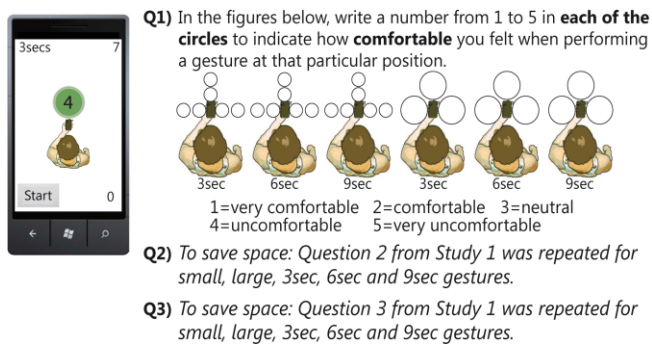 3secs 7
4
Start 0
Q1) In the figures below, write a number from 1 to 5 in each of the
circles to indicate how comfortable you felt when performing
a gesture at that particular position.
3sec 6sec 9sec 3sec 6sec 9sec
1=very comfortable 2=comfortable 3=neutral
4=uncomfortable 5=very uncomfortable
Q2) To save space: Question 2 from Study 1 was repeated for
small, large, 3sec, 6sec and 9sec gestures.
Q3) To save space: Question 3 from Study 1 was repeated for
small, large, 3sec, 6sec and 9sec gestures.